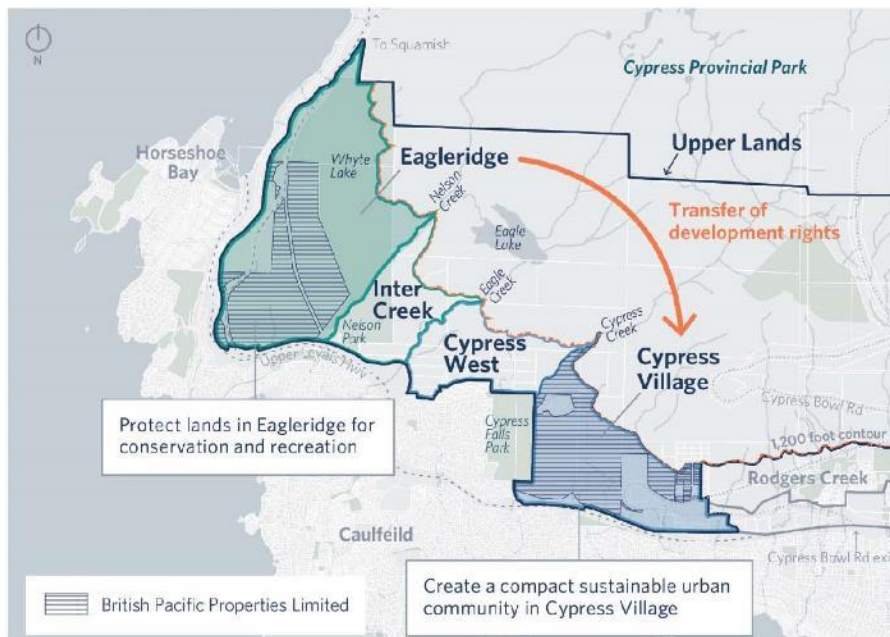 N
To Squamish
Cypress Provincial Park
Horseshoe
Bay
Whyte
Lake
Eagleridge
Upper Lands
Nelson
Creek
Transfer of
development rights
Eagle
Lake
Inter
Creek
Eagle
Creek
Nelson
Park
Cypress
Creek
Cypress
West
Cypress
Village
Upper Levels Hwy
Protect lands in Eagleridge for
conservation and recreation
Cypress
Falls
Park
Cypress Bowl Rd
1,200 foot contour
Rodgers Creek
Caulfeild
Cypress Bowl Rd exi
British Pacific Properties Limited
Create a compact sustainable urban
community in Cypress Village